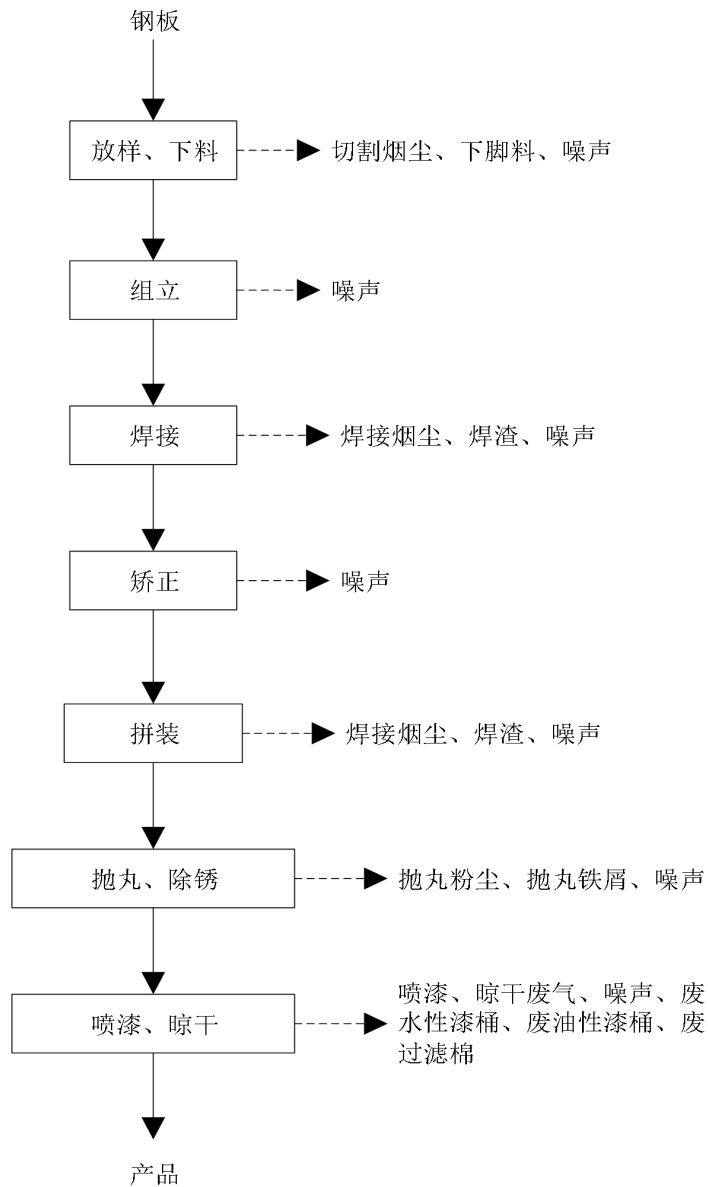 钢板
放样、下料
切割烟尘、下脚料、噪声
组立
噪声
焊接
焊接烟尘、焊渣、噪声
矫正
噪声
拼装
焊接烟尘、焊渣、噪声
抛丸、除锈
抛丸粉尘、抛丸铁屑、噪声
喷漆、晾干
喷漆、晾干废气、噪声、废
水性漆桶、废油性漆桶、废
过滤棉
产品